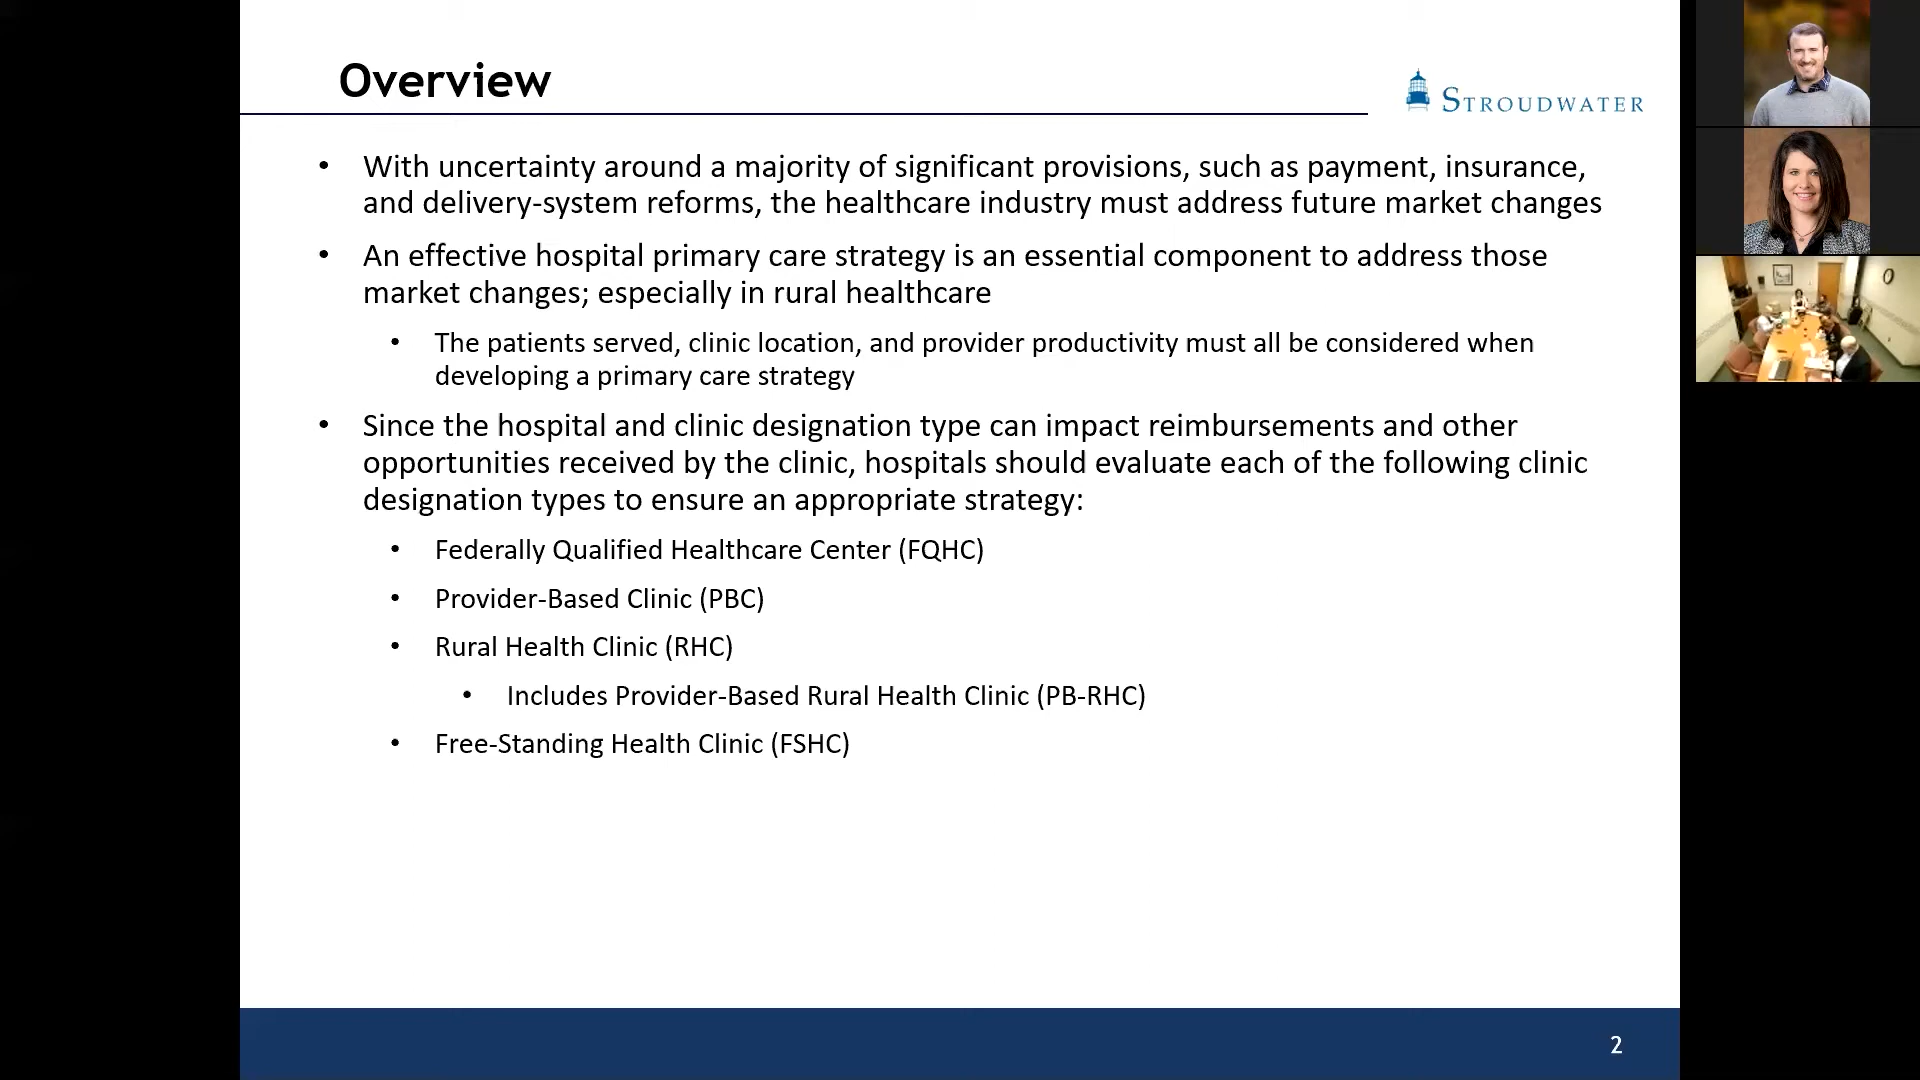 Overview
STROUDWATER
• With uncertainty around a majority of significant provisions, such as payment, insurance,
and delivery-system reforms, the healthcare industry must address future market changes
• An effective hospital primary care strategy is an essential component to address those
market changes; especially in rural healthcare
• The patients served, clinic location, and provider productivity must all be considered when
developing a primary care strategy
• Since the hospital and clinic designation type can impact reimbursements and other
opportunities received by the clinic, hospitals should evaluate each of the following clinic
designation types to ensure an appropriate strategy:
• Federally Qualified Healthcare Center (FQHC)
• Provider-Based Clinic (PBC)
• Rural Health Clinic (RHC)
• Includes Provider-Based Rural Health Clinic (PB-RHC)
• Free-Standing Health Clinic (FSHC)
2